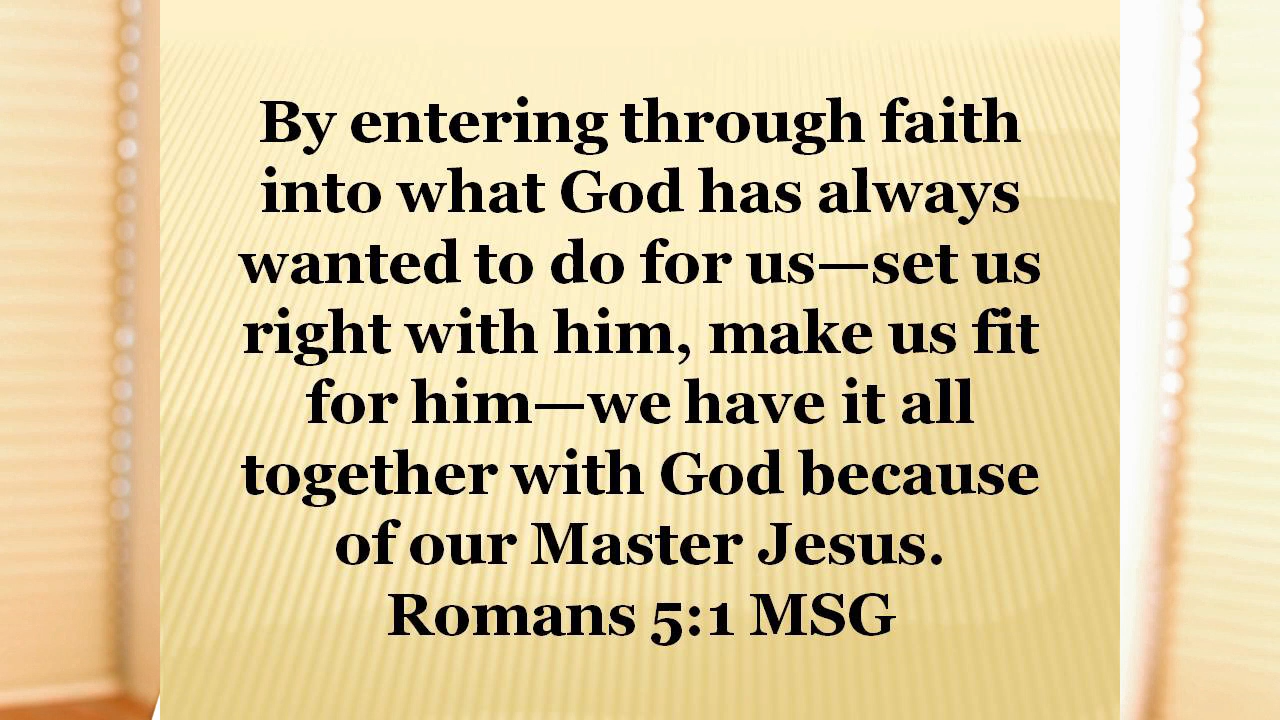 By entering through faith
into what God has always
wanted to do for us—set us
right with him, make us fit
for him—we have it all
together with God because
of our Master Jesus.
Romans 5:1 MSG